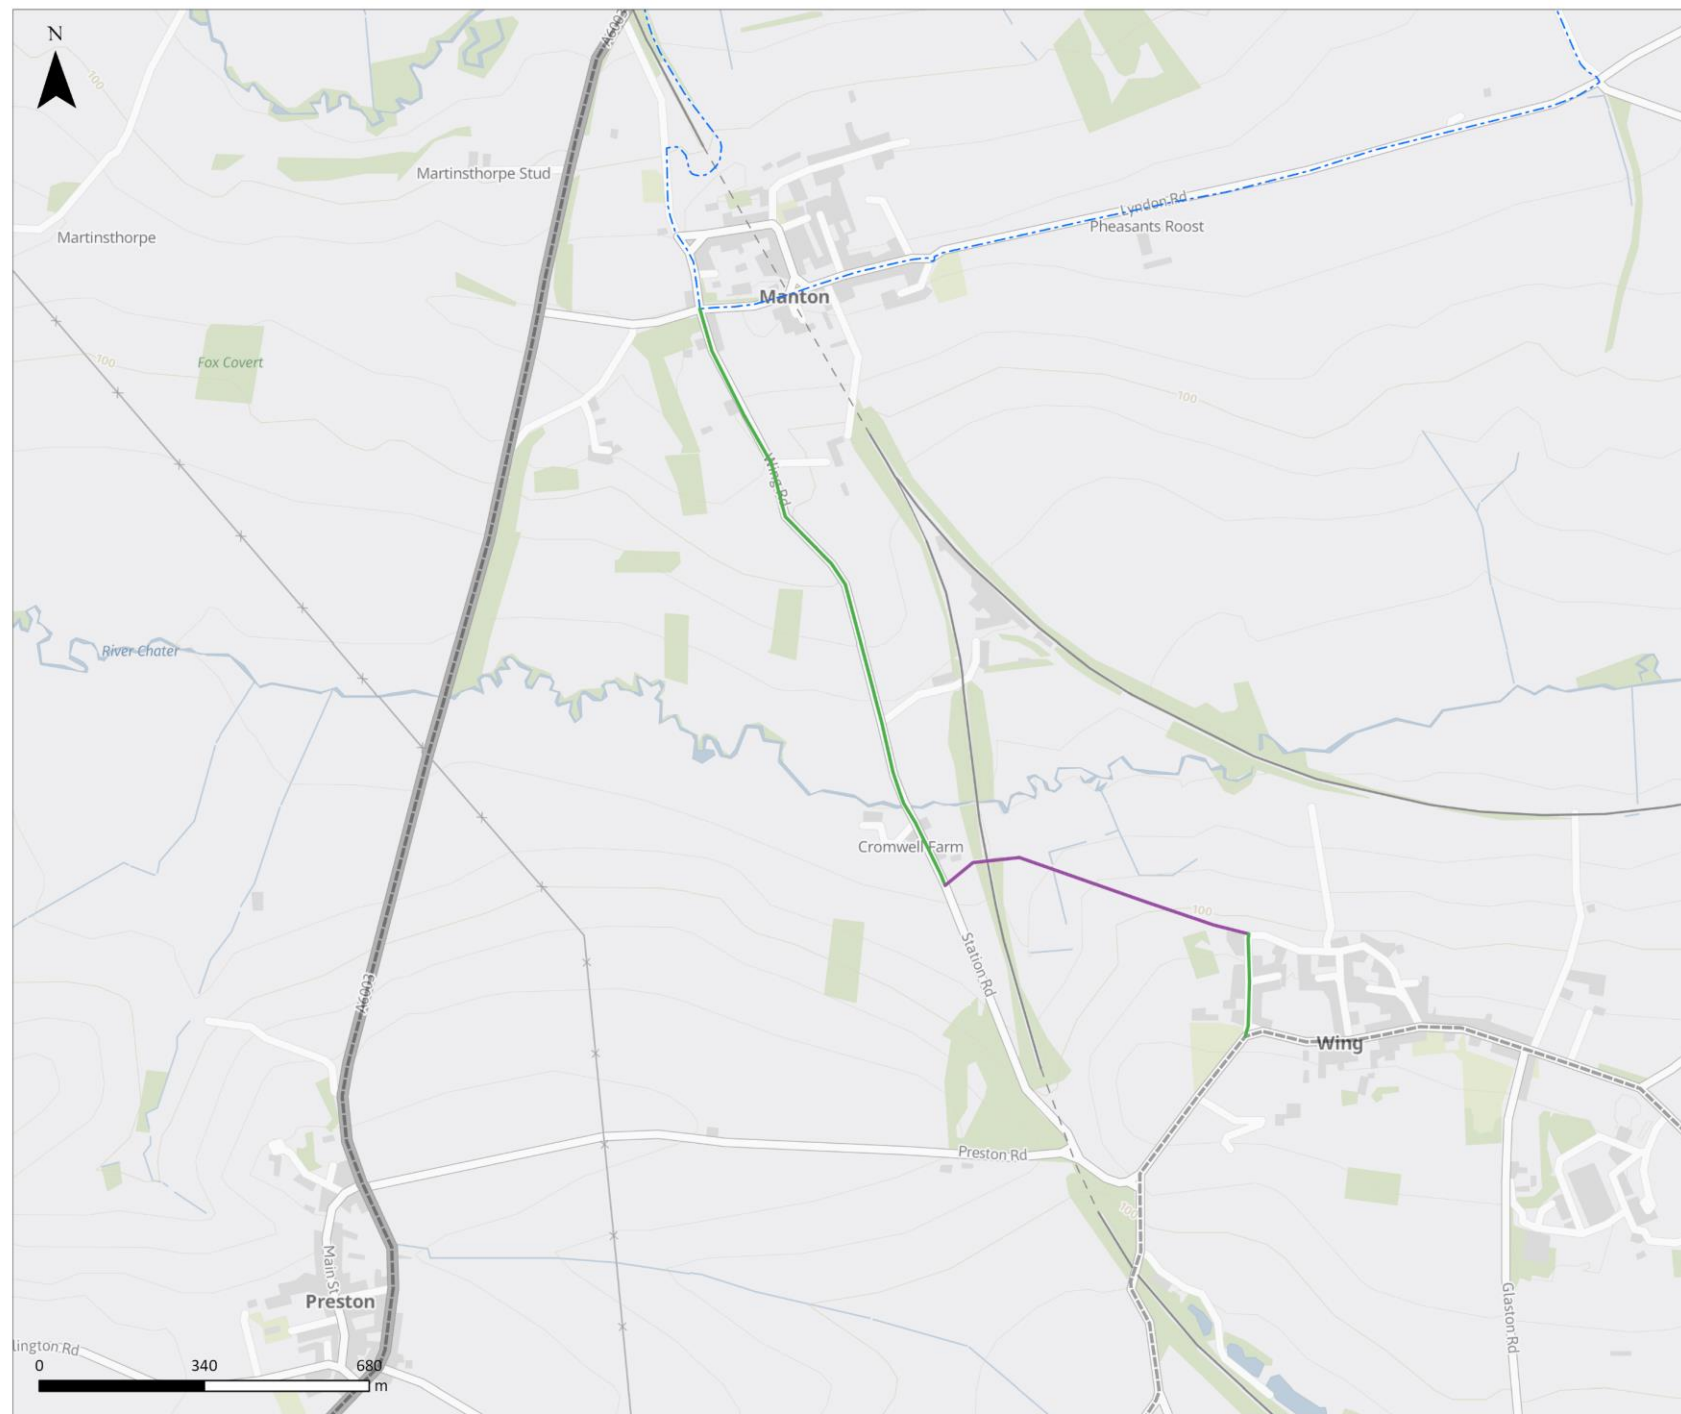 N
A6003
100
Martinsthorpe Stud
Lyndon Rd
Pheasants Roost
Martinsthorpe
Manton
100
Fox Covert
100
Wing Rd
River Chater
Cromwell Farm
100
Station Rd
A6003
Wing
Preston Rd
100
Main St
Preston
Glaston Rd
lington Rd
0 340 680
m